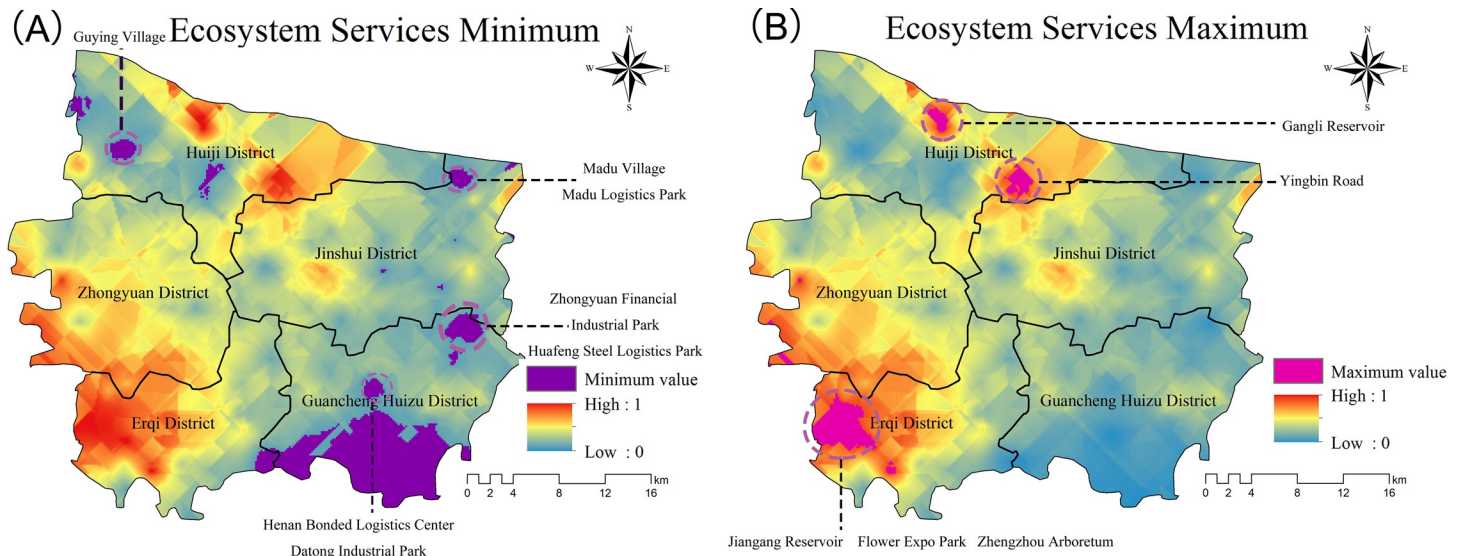 (A)
Ecosystem Services Minimum
Guying Village
N
W
E
S
Huiji District
Madu Village
Madu Logistics Park
Jinshui District
Zhongyuan District
Zhongyuan Financial
Industrial Park
Huafeng Steel Logistics Park
Minimum value
High : 1
Low : 0
Guancheng Huizu District
Erqi District
0 2 4 8 12 16
km
Henan Bonded Logistics Center
Datong Industrial Park
(B)
Ecosystem Services Maximum
N
W
E
S
Gangli Reservoir
Huiji District
Yingbin Road
Jinshui District
Zhongyuan District
Maximum value
High : 1
Low : 0
Guancheng Huizu District
Erqi District
km
0 2 4 8 12 16
Jiangang Reservoir Flower Expo Park Zhengzhou Arboretum